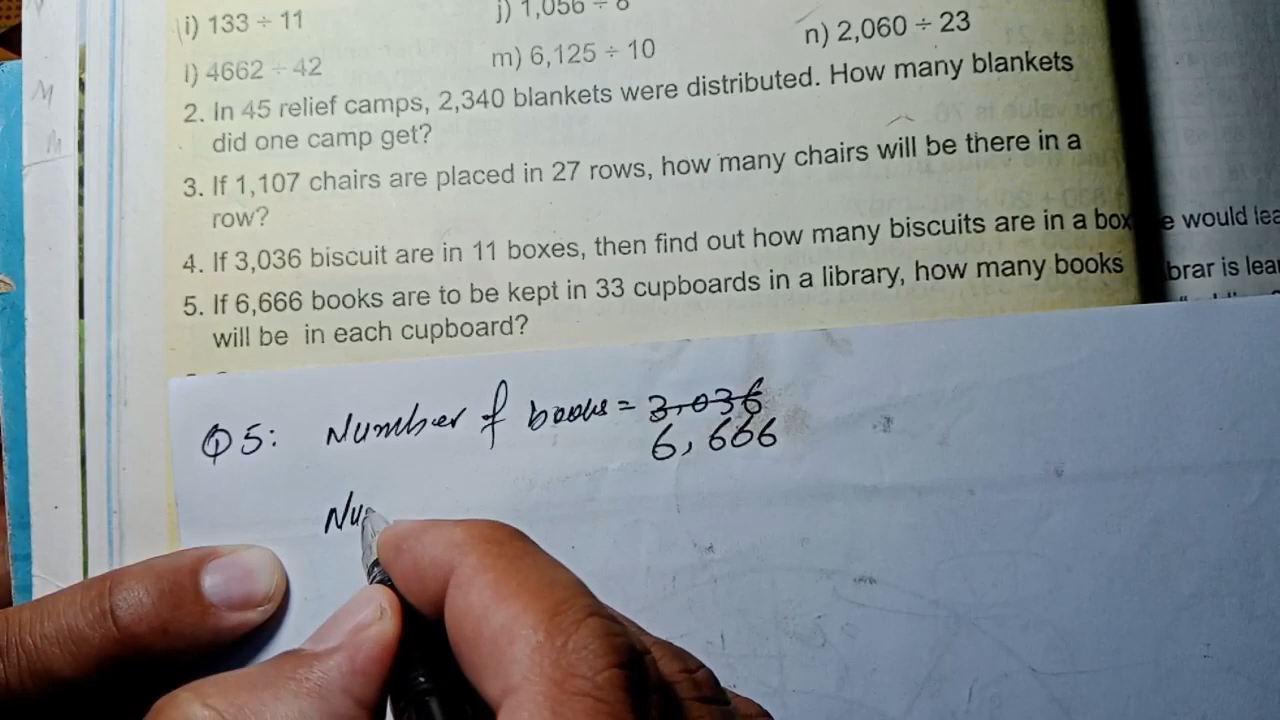 i) 133 ÷ 11
j) 1,056 ÷ 8
l) 4662 ÷ 42
m) 6,125 ÷ 10
n) 2,060 ÷ 23
2. In 45 relief camps, 2,340 blankets were distributed. How many blankets
did one camp get?
3. If 1,107 chairs are placed in 27 rows, how many chairs will be there in a
row?
4. If 3,036 biscuit are in 11 boxes, then find out how many biscuits are in a box
5. If 6,666 books are to be kept in 33 cupboards in a library, how many books
will be in each cupboard?
e would lea
brar is lear
Q5: Number of books = 3,036
6,666
Nu